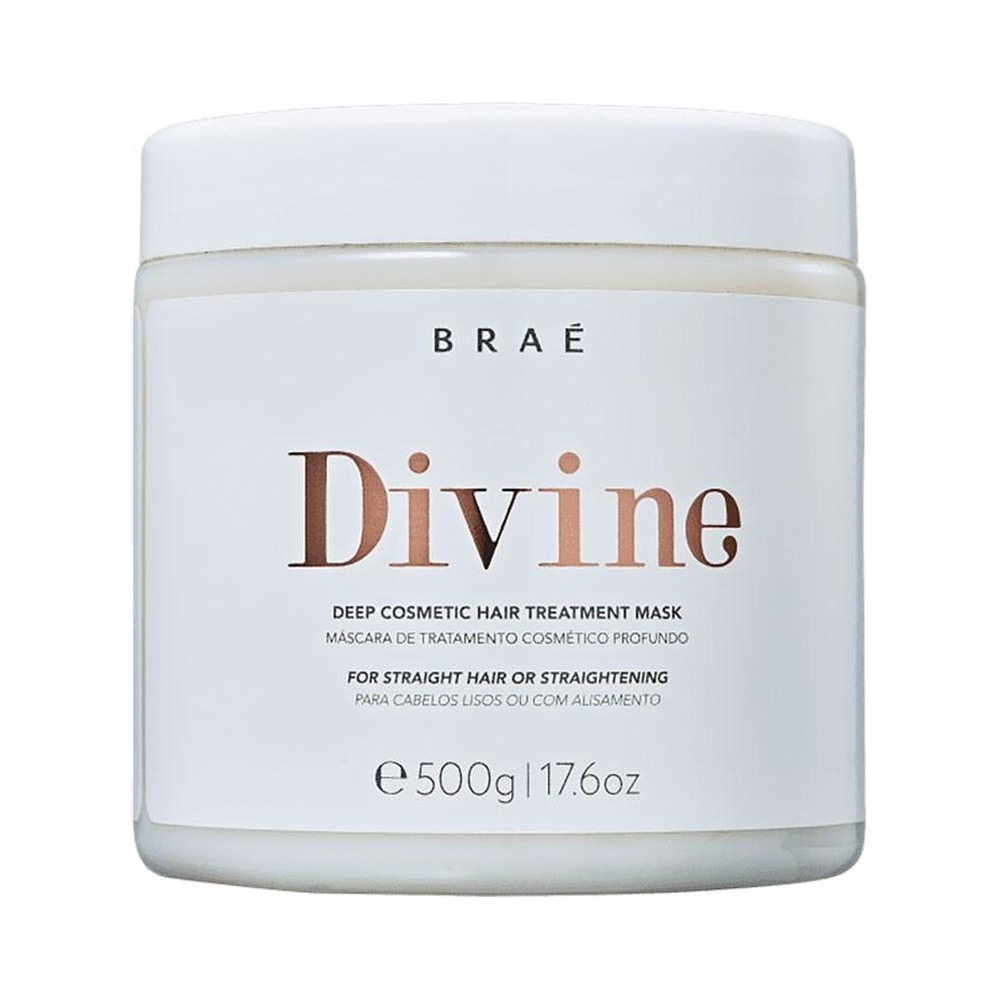 BRAÉ
Divine
DEEP COSMETIC HAIR TREATMENT MASK
MÁSCARA DE TRATAMENTO COSMÉTICO PROFUNDO
FOR STRAIGHT HAIR OR STRAIGHTENING
PARA CABELOS LISOS OU COM ALISAMENTO
℮500g | 17.6oz